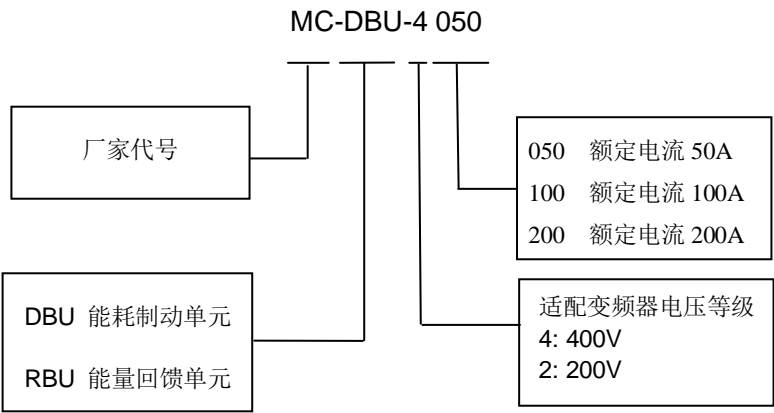 MC-DBU-4 050
厂家代号
050 额定电流 50A
100 额定电流 100A
200 额定电流 200A
DBU 能耗制动单元
RBU 能量回馈单元
适配变频器电压等级
4: 400V
2: 200V